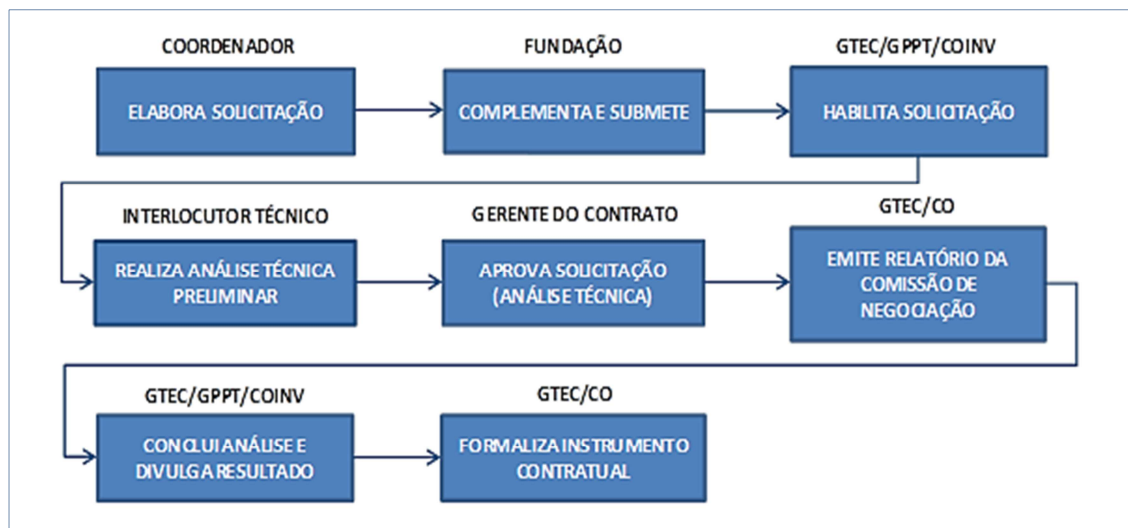 COORDENADOR
ELABORA SOLICITAÇÃO
FUNDAÇÃO
COMPLEMENTA E SUBMETE
GTEC/GPPT/COINV
HABILITA SOLICITAÇÃO
INTERLOCUTOR TÉCNICO
REALIZA ANÁLISE TÉCNICA
PRELIMINAR
GERENTE DO CONTRATO
APROVA SOLICITAÇÃO
(ANÁLISE TÉCNICA)
GTEC/CO
EMITE RELATÓRIO DA
COMISSÃO DE
NEGOCIAÇÃO
GTEC/GPPT/COINV
CONCLUI ANÁLISE E
DIVULGA RESULTADO
GTEC/CO
FORMALIZA INSTRUMENTO
CONTRATUAL